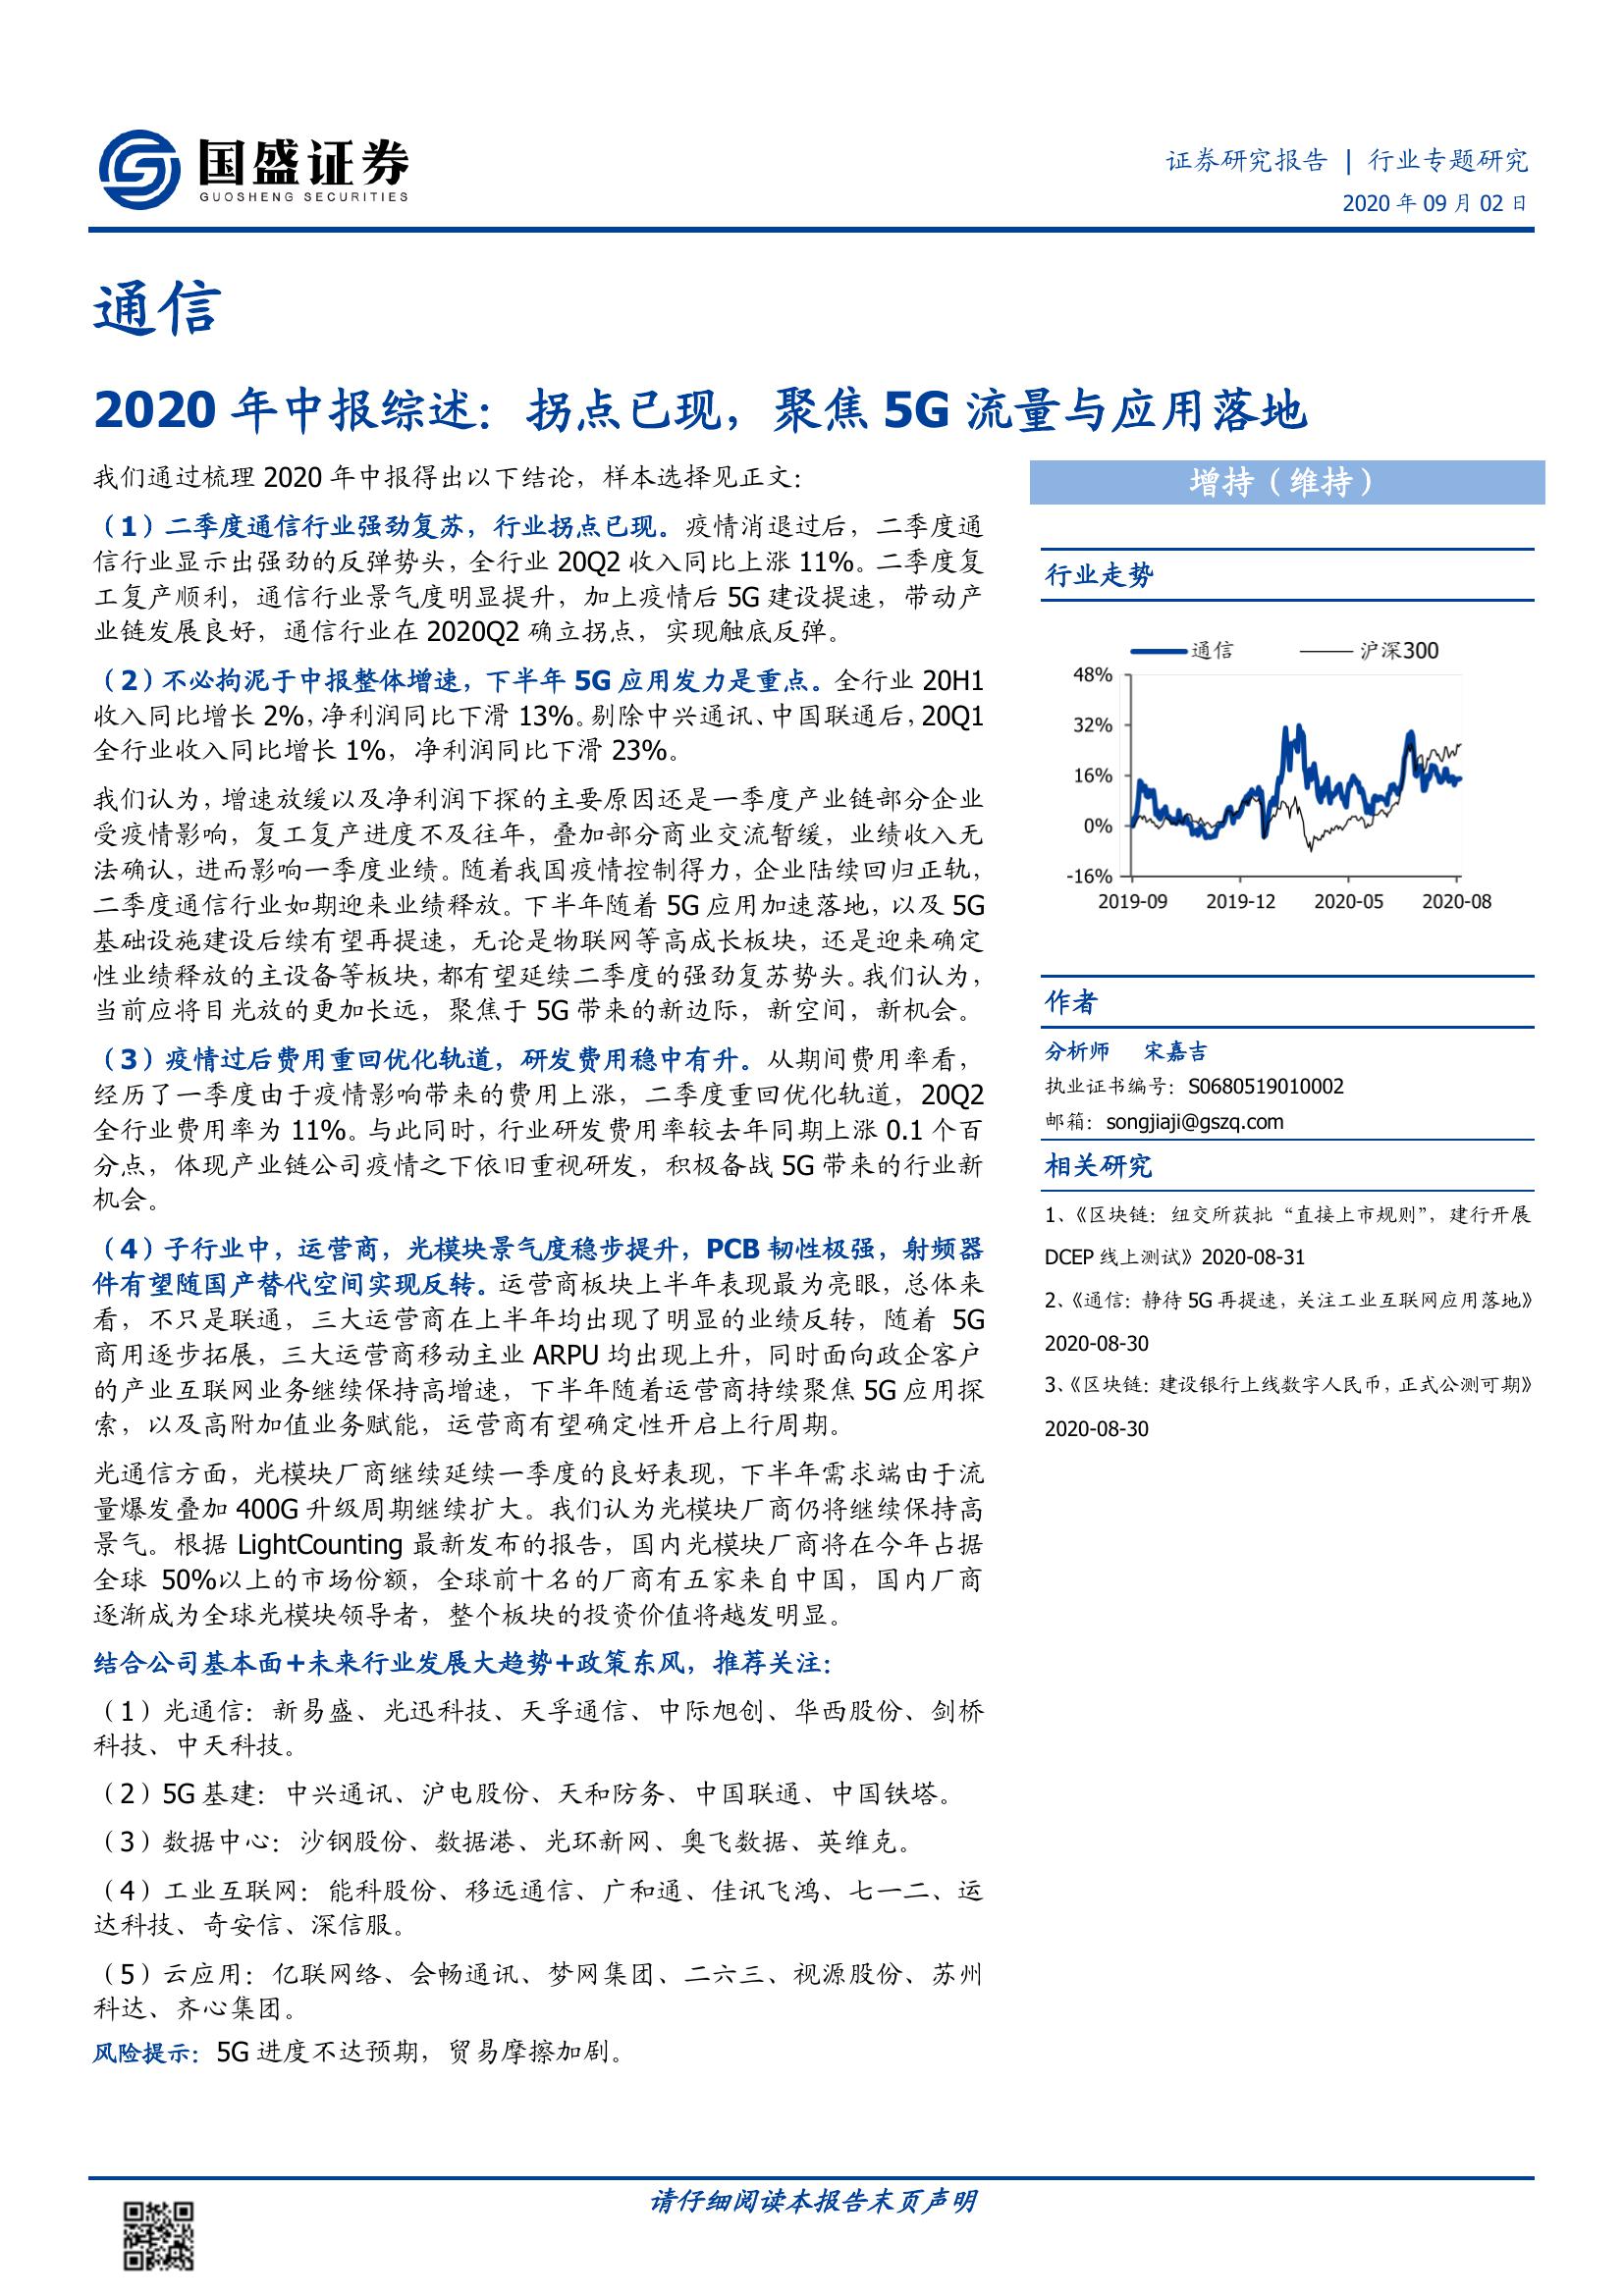 国盛证券
GUOSHENG SECURITIES
证券研究报告 | 行业专题研究
2020 年 09 月 02 日
通信
2020 年中报综述：拐点已现，聚焦 5G 流量与应用落地
我们通过梳理 2020 年中报得出以下结论，样本选择见正文：
（1）二季度通信行业强劲复苏，行业拐点已现。疫情消退过后，二季度通
信行业显示出强劲的反弹势头，全行业 20Q2 收入同比上涨 11%。二季度复
工复产顺利，通信行业景气度明显提升，加上疫情后 5G 建设提速，带动产
业链发展良好，通信行业在 2020Q2 确立拐点，实现触底反弹。
（2）不必拘泥于中报整体增速，下半年 5G 应用发力是重点。全行业 20H1
收入同比增长 2%，净利润同比下滑 13%。剔除中兴通讯、中国联通后，20Q1
全行业收入同比增长 1%，净利润同比下滑 23%。
我们认为，增速放缓以及净利润下探的主要原因还是一季度产业链部分企业
受疫情影响，复工复产进度不及往年，叠加部分商业交流暂缓，业绩收入无
法确认，进而影响一季度业绩。随着我国疫情控制得力，企业陆续回归正轨，
二季度通信行业如期迎来业绩释放。下半年随着 5G 应用加速落地，以及 5G
基础设施建设后续有望再提速，无论是物联网等高成长板块，还是迎来确定
性业绩释放的主设备等板块，都有望延续二季度的强劲复苏势头。我们认为，
当前应将目光放的更加长远，聚焦于 5G 带来的新边际，新空间，新机会。
（3）疫情过后费用重回优化轨道，研发费用稳中有升。从期间费用率看，
经历了一季度由于疫情影响带来的费用上涨，二季度重回优化轨道，20Q2
全行业费用率为 11%。与此同时，行业研发费用率较去年同期上涨 0.1 个百
分点，体现产业链公司疫情之下依旧重视研发，积极备战 5G 带来的行业新
机会。
（4）子行业中，运营商，光模块景气度稳步提升，PCB 韧性极强，射频器
件有望随国产替代空间实现反转。运营商板块上半年表现最为亮眼，总体来
看，不只是联通，三大运营商在上半年均出现了明显的业绩反转，随着 5G
商用逐步拓展，三大运营商移动主业 ARPU 均出现上升，同时面向政企客户
的产业互联网业务继续保持高增速，下半年随着运营商持续聚焦 5G 应用探
索，以及高附加值业务赋能，运营商有望确定性开启上行周期。
光通信方面，光模块厂商继续延续一季度的良好表现，下半年需求端由于流
量爆发叠加 400G 升级周期继续扩大。我们认为光模块厂商仍将继续保持高
景气。根据 LightCounting 最新发布的报告，国内光模块厂商将在今年占据
全球 50%以上的市场份额，全球前十名的厂商有五家来自中国，国内厂商
逐渐成为全球光模块领导者，整个板块的投资价值将越发明显。
结合公司基本面+未来行业发展大趋势+政策东风，推荐关注：
（1）光通信：新易盛、光迅科技、天孚通信、中际旭创、华西股份、剑桥
科技、中天科技。
（2）5G 基建：中兴通讯、沪电股份、天和防务、中国联通、中国铁塔。
（3）数据中心：沙钢股份、数据港、光环新网、奥飞数据、英维克。
（4）工业互联网：能科股份、移远通信、广和通、佳讯飞鸿、七一二、运
达科技、奇安信、深信服。
（5）云应用：亿联网络、会畅通讯、梦网集团、二六三、视源股份、苏州
科达、齐心集团。
风险提示：5G 进度不达预期，贸易摩擦加剧。
增持（维持）
行业走势
通信 沪深300
48%
32%
16%
0%
-16%
2019-09 2019-12 2020-05 2020-08
作者
分析师 宋嘉吉
执业证书编号：S0680519010002
邮箱：songjiaji@gszq.com
相关研究
1、《区块链：纽交所获批“直接上市规则”，建行开展
DCEP 线上测试》2020-08-31
2、《通信：静待 5G 再提速，关注工业互联网应用落地》
2020-08-30
3、《区块链：建设银行上线数字人民币，正式公测可期》
2020-08-30
请仔细阅读本报告末页声明